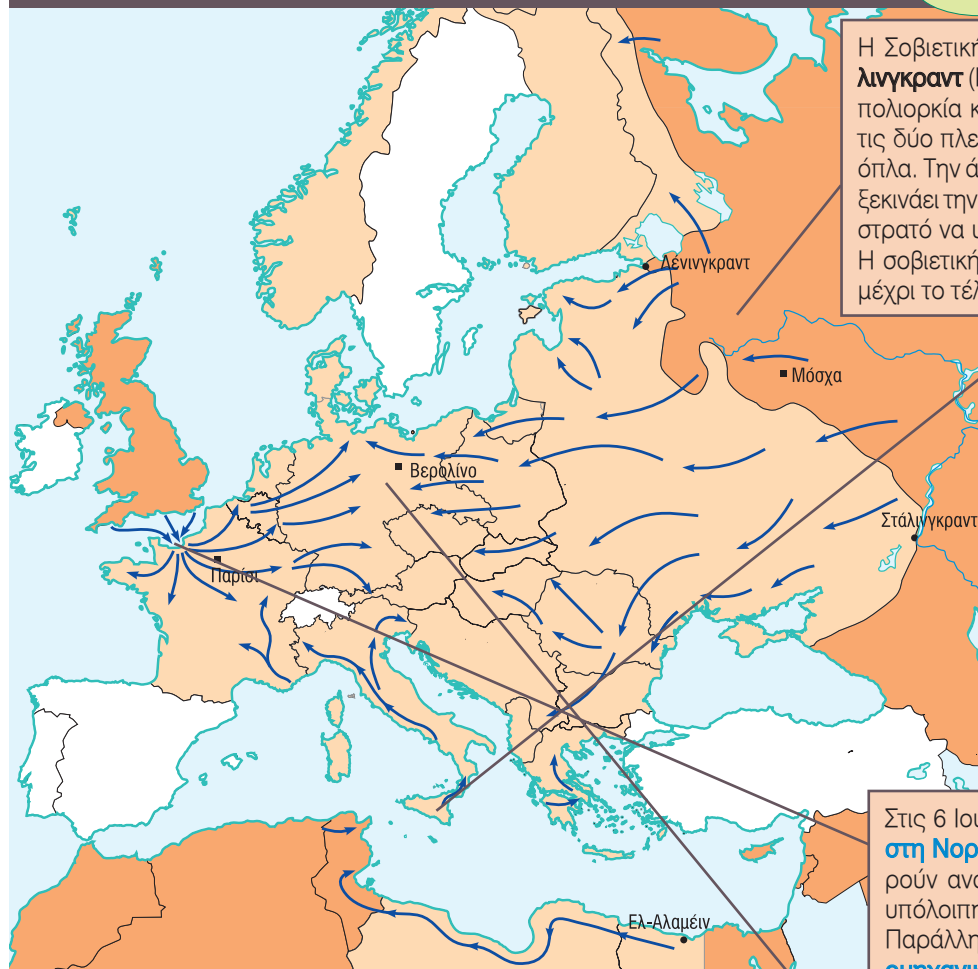 Η Σοβιετική
λινγκραντ (
πολιορκία κ
τις δύο πλε
όπλα. Την ά
ξεκινάει την
στρατό να υ
Η σοβιετική
μέχρι το τέλ
Λένινγκραντ
Μόσχα
Βερολίνο
Στάλινγκραντ
Παρίσι
Ελ-Αλαμέιν
Στις 6 Ιου
στη Νορ
ρούν ανα
υπόλοιπη
Παράλλη